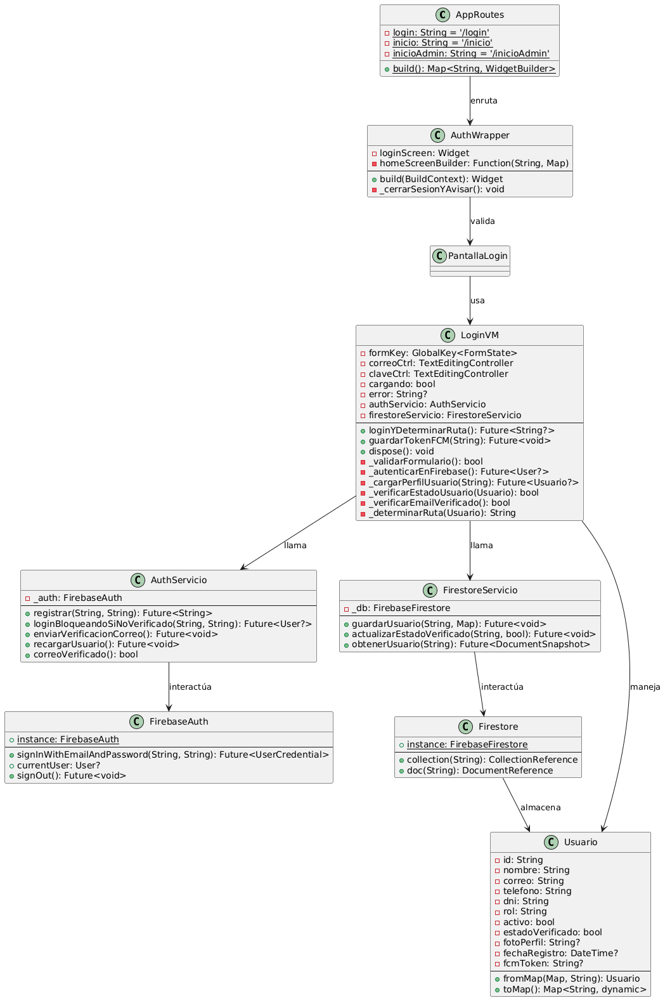 C AppRoutes
login: String = '/login'
inicio: String = '/inicio'
inicioAdmin: String = '/inicioAdmin'
build(): Map<String, WidgetBuilder>
enruta
C AuthWrapper
loginScreen: Widget
homeScreenBuilder: Function(String, Map)
build(BuildContext): Widget
_cerrarSesionYAvisar(): void
valida
C PantallaLogin
usa
C LoginVM
formKey: GlobalKey<FormState>
correoCtrl: TextEditingController
claveCtrl: TextEditingController
cargando: bool
error: String?
authServicio: AuthServicio
firestoreServicio: FirestoreServicio
loginYDeterminarRuta(): Future<String?>
guardarTokenFCM(String): Future<void>
dispose(): void
_validarFormulario(): bool
_autenticarEnFirebase(): Future<User?>
_cargarPerfilUsuario(String): Future<Usuario?>
_verificarEstadoUsuario(Usuario): bool
_verificarEmailVerificado(): bool
_determinarRuta(Usuario): String
llama
llama
maneja
C AuthServicio
_auth: FirebaseAuth
registrar(String, String): Future<String>
loginBloqueandoSiNoVerificado(String, String): Future<User?>
enviarVerificacionCorreo(): Future<void>
recargarUsuario(): Future<void>
correoVerificado(): bool
C FirestoreServicio
_db: FirebaseFirestore
guardarUsuario(String, Map): Future<void>
actualizarEstadoVerificado(String, bool): Future<void>
obtenerUsuario(String): Future<DocumentSnapshot>
interactúa
interactúa
C FirebaseAuth
instance: FirebaseAuth
signInWithEmailAndPassword(String, String): Future<UserCredential>
currentUser: User?
signOut(): Future<void>
C Firestore
instance: FirebaseFirestore
collection(String): CollectionReference
doc(String): DocumentReference
almacena
C Usuario
id: String
nombre: String
correo: String
telefono: String
dni: String
rol: String
activo: bool
estadoVerificado: bool
fotoPerfil: String?
fechaRegistro: DateTime?
fcmToken: String?
fromMap(Map, String): Usuario
toMap(): Map<String, dynamic>